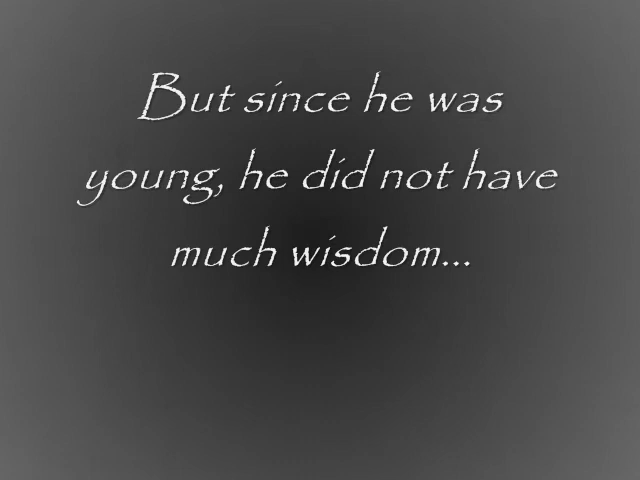 But since he was
young, he did not have
much wisdom...